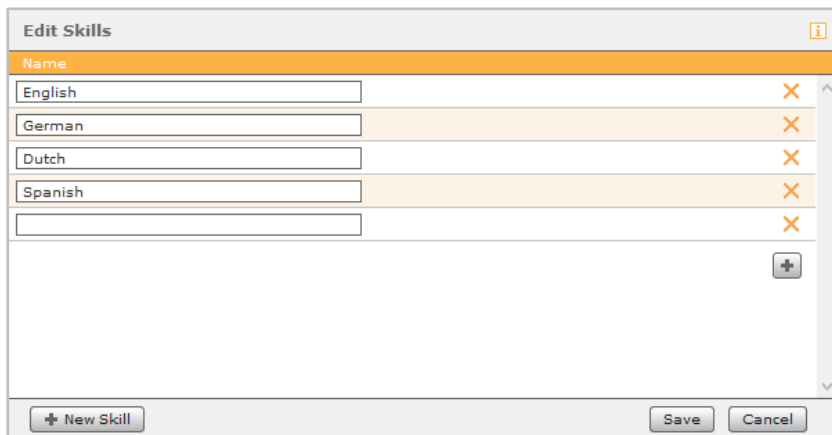 Edit Skills
Name
English
German
Dutch
Spanish
New Skill Save Cancel